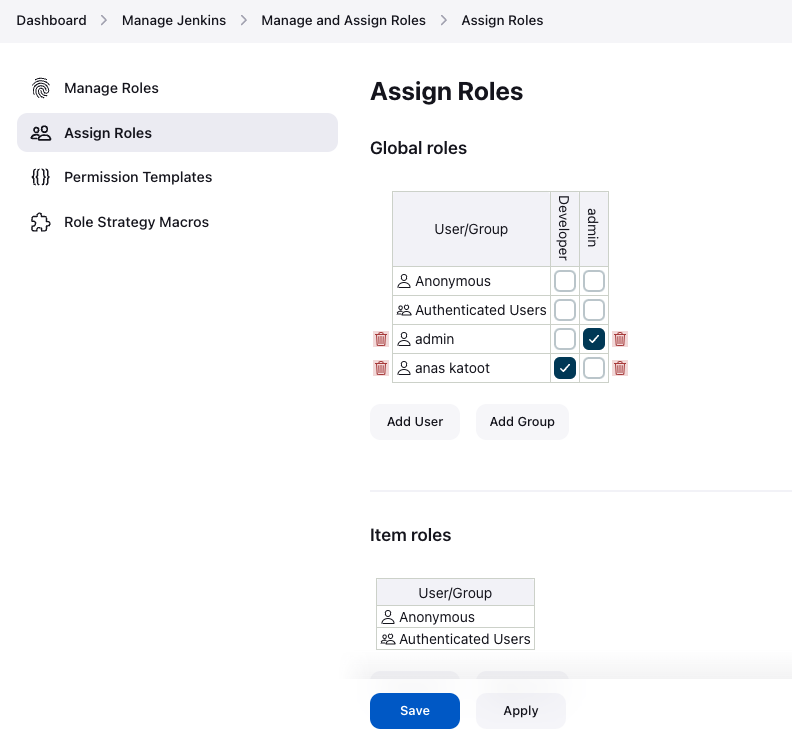 Dashboard > Manage Jenkins > Manage and Assign Roles > Assign Roles
Manage Roles
Assign Roles
Permission Templates
Role Strategy Macros
Assign Roles
Global roles
User/Group Developer admin
Anonymous
Authenticated Users
admin
anas katoot
Add User Add Group
Item roles
User/Group
Anonymous
Authenticated Users
Save Apply